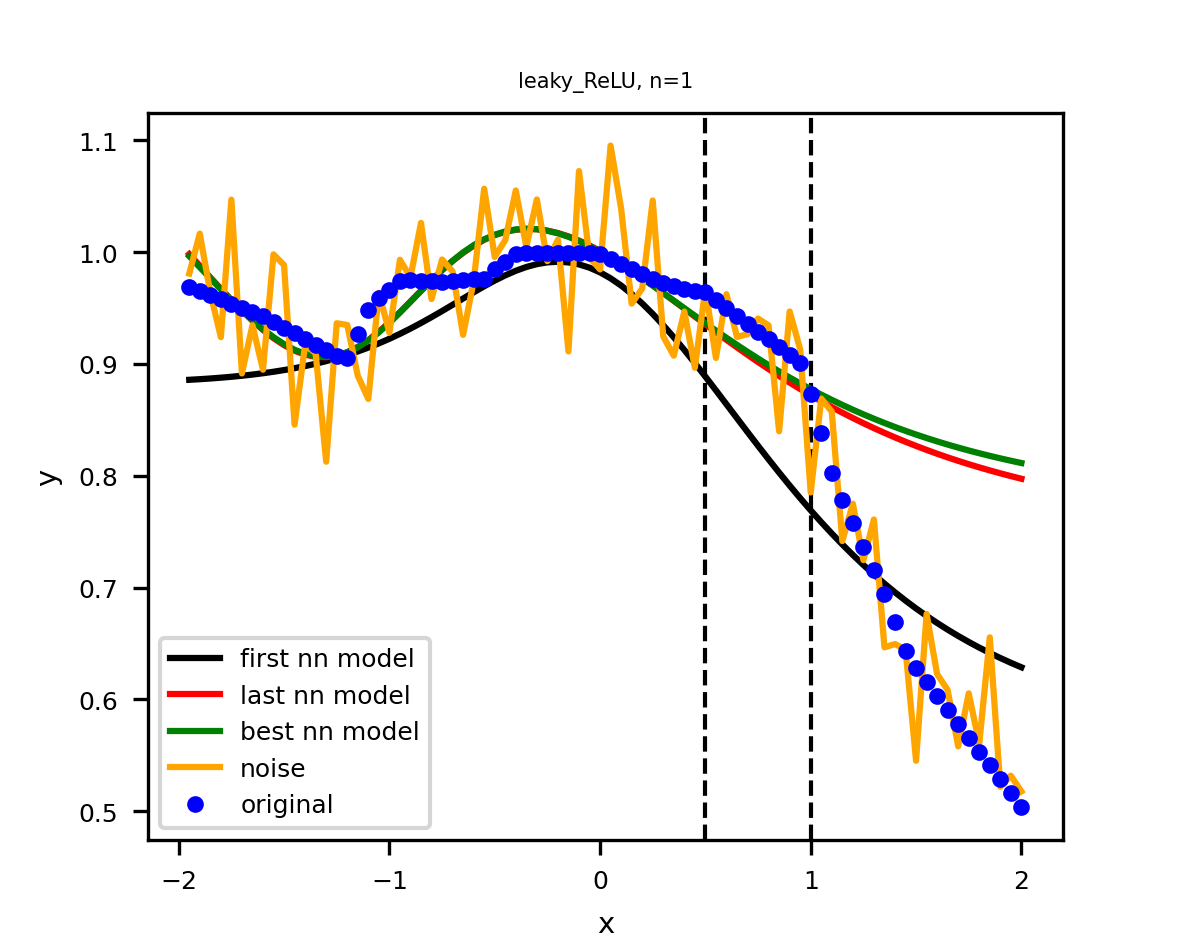 leaky_ReLU, n=1
y
1.1
1.0
0.9
0.8
0.7
0.6
0.5
first nn model
last nn model
best nn model
noise
original
−2
−1
0
1
2
x